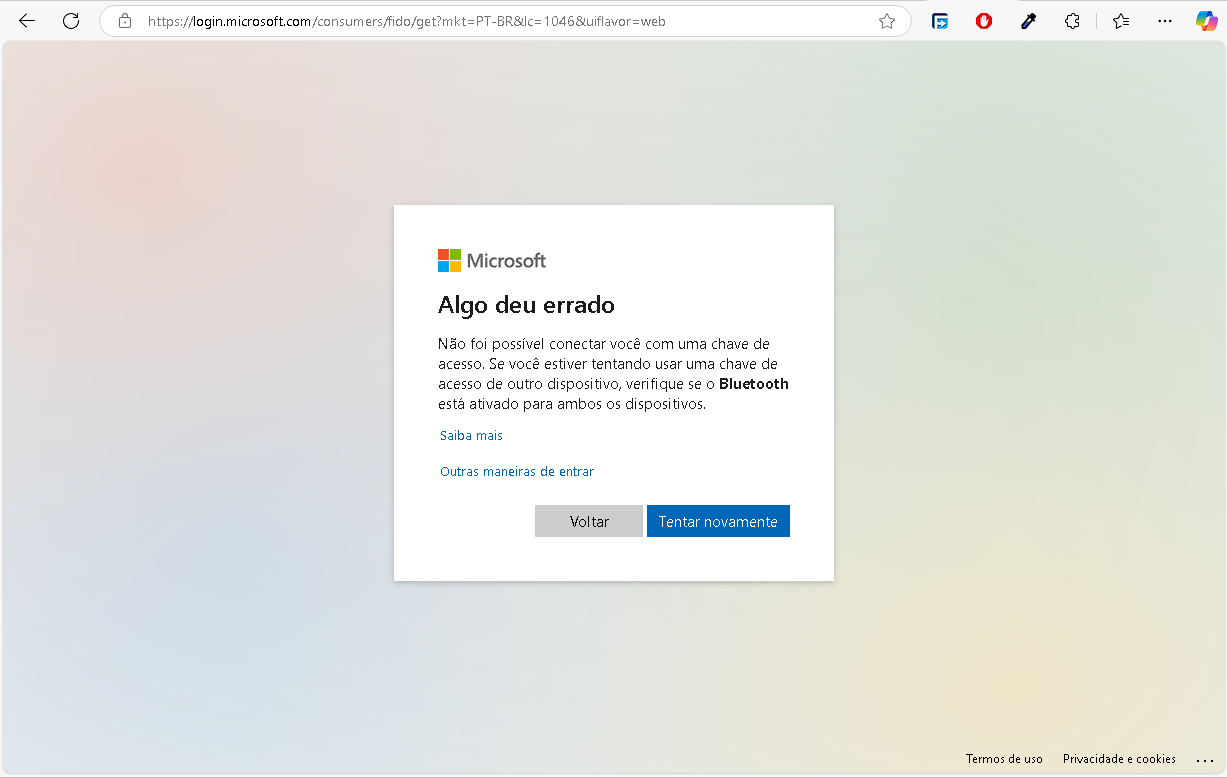 https://login.microsoft.com/consumers/fido/get?mkt=PT-BR&lc=1046&uiflavor=web
Microsoft
Algo deu errado
Não foi possível conectar você com uma chave de
acesso. Se você estiver tentando usar uma chave de
acesso de outro dispositivo, verifique se o Bluetooth
está ativado para ambos os dispositivos.
Saiba mais
Outras maneiras de entrar
Voltar
Tentar novamente
Termos de uso
Privacidade e cookies